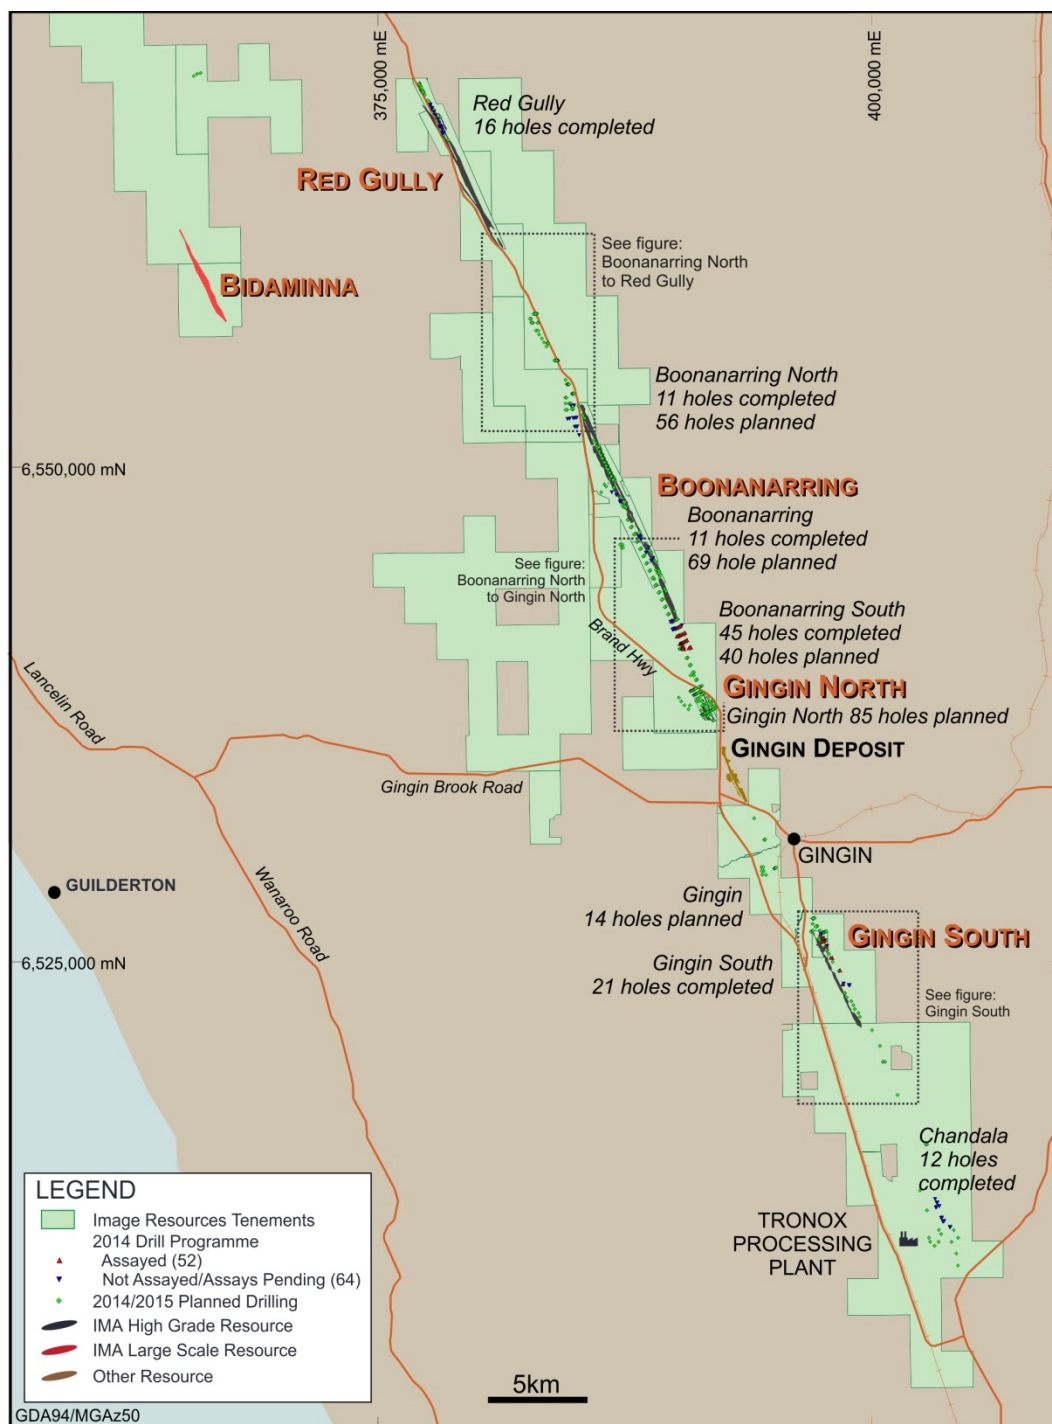 375,000 mE
400,000 mE
Red Gully
16 holes completed
RED GULLY
See figure:
Boonanarring North
to Red Gully
BIDAMINNA
Boonanarring North
11 holes completed
56 holes planned
6,550,000 mN
BOONANARRING
Boonanarring
11 holes completed
69 hole planned
See figure:
Boonanarring North
to Gingin North
Boonanarring South
45 holes completed
40 holes planned
Brand Hwy
Lancelin Road
GINGIN NORTH
Gingin North 85 holes planned
GINGIN DEPOSIT
Gingin Brook Road
GINGIN
GUILDERTON
Wanaroo Road
Gingin
14 holes planned
GINGIN SOUTH
Gingin South
21 holes completed
6,525,000 mN
See figure:
Gingin South
Chandala
12 holes
completed
TRONOX
PROCESSING
PLANT
LEGEND
Image Resources Tenements
2014 Drill Programme
Assayed (52)
Not Assayed/Assays Pending (64)
2014/2015 Planned Drilling
IMA High Grade Resource
IMA Large Scale Resource
Other Resource
5km
GDA94/MGAz50